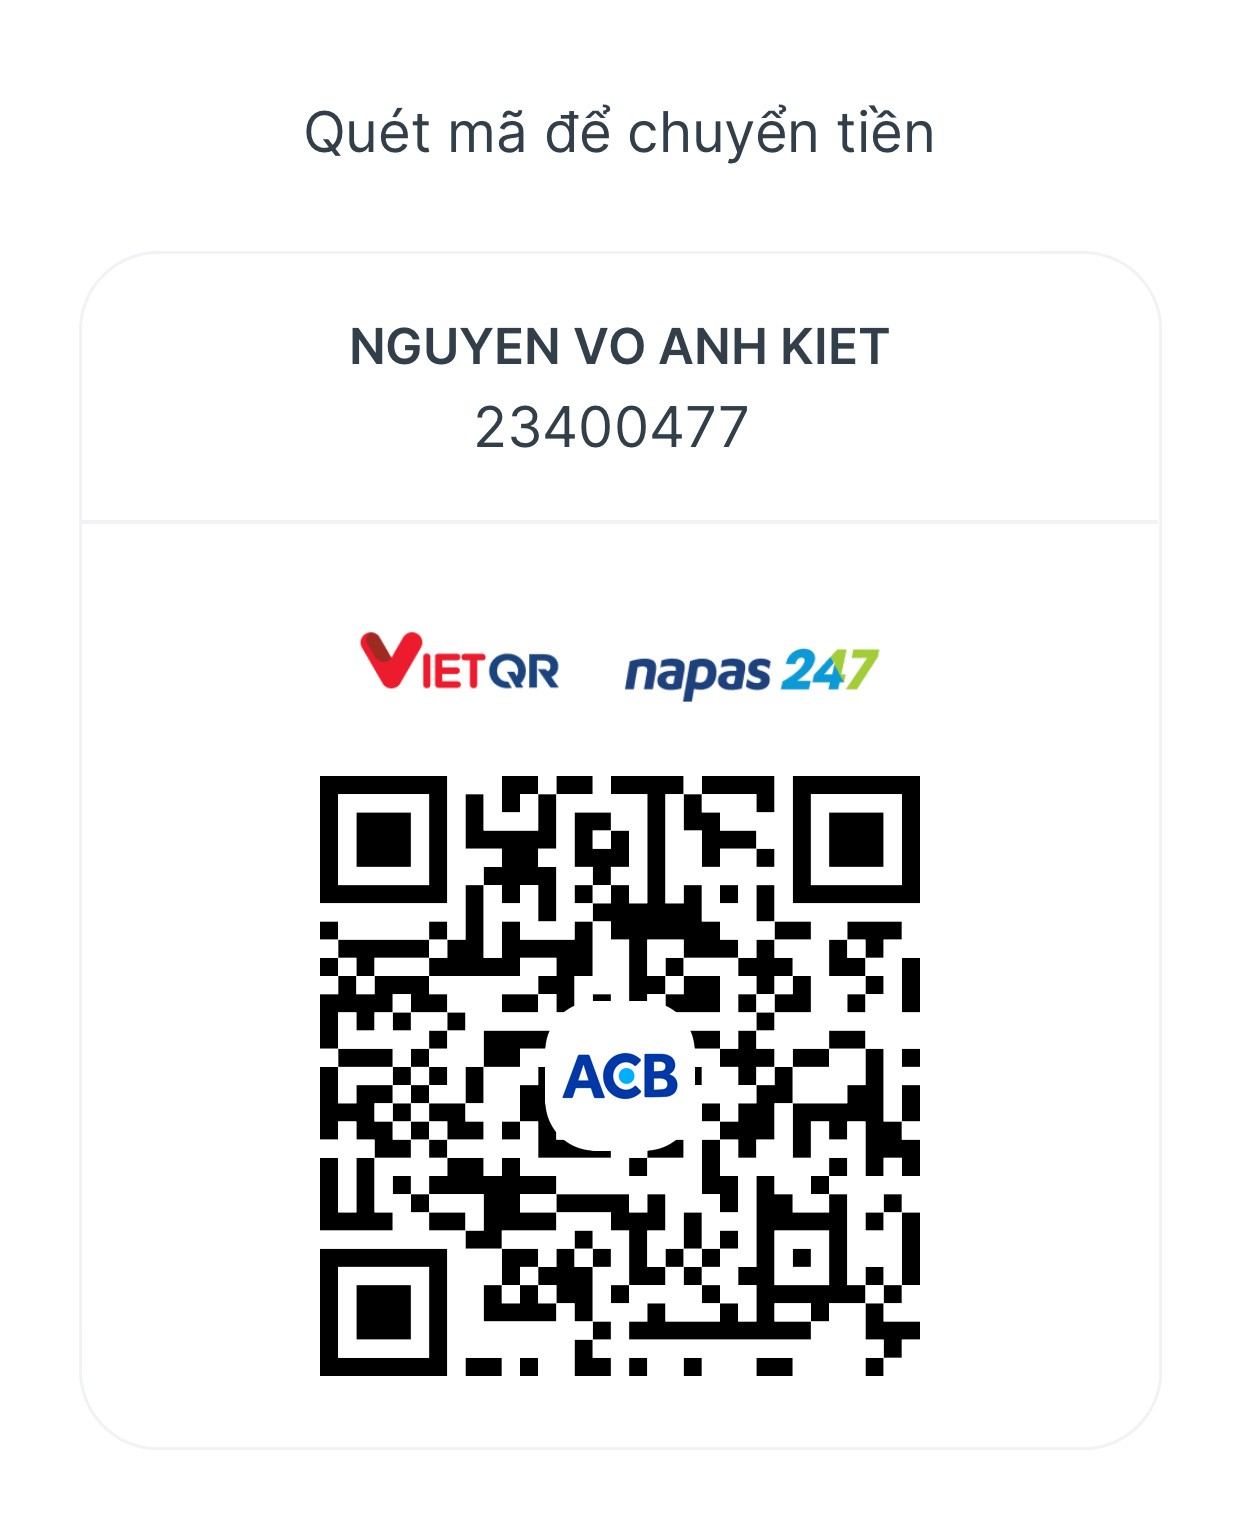 Quét mã để chuyển tiền
NGUYEN VO ANH KIET
23400477
VIETQR napas 247
ACB